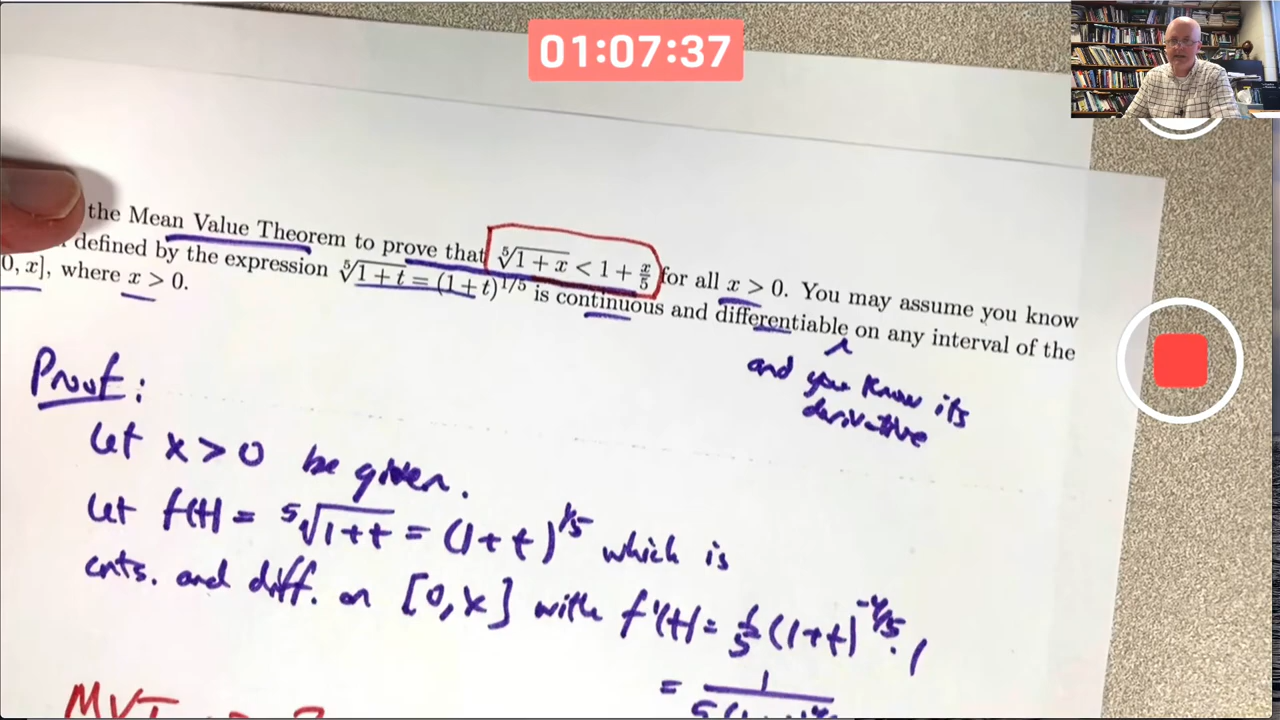 01:07:37
the Mean Value Theorem to prove that ⁵√1 + x < 1 + x/5 for all x > 0. You may assume you know
defined by the expression ⁵√1 + t = (1 + t)^1/5 is continuous and differentiable on any interval of the
0, x], where x > 0.
and you know its
derivative
Proof:
Let x > 0 be given.
Let f(t) = ⁵√1+t = (1+t)^1/5 which is
cnts. and diff. on [0,x] with f'(t) = 1/5 (1+t)^-4/5 · 1
= 1
MVT